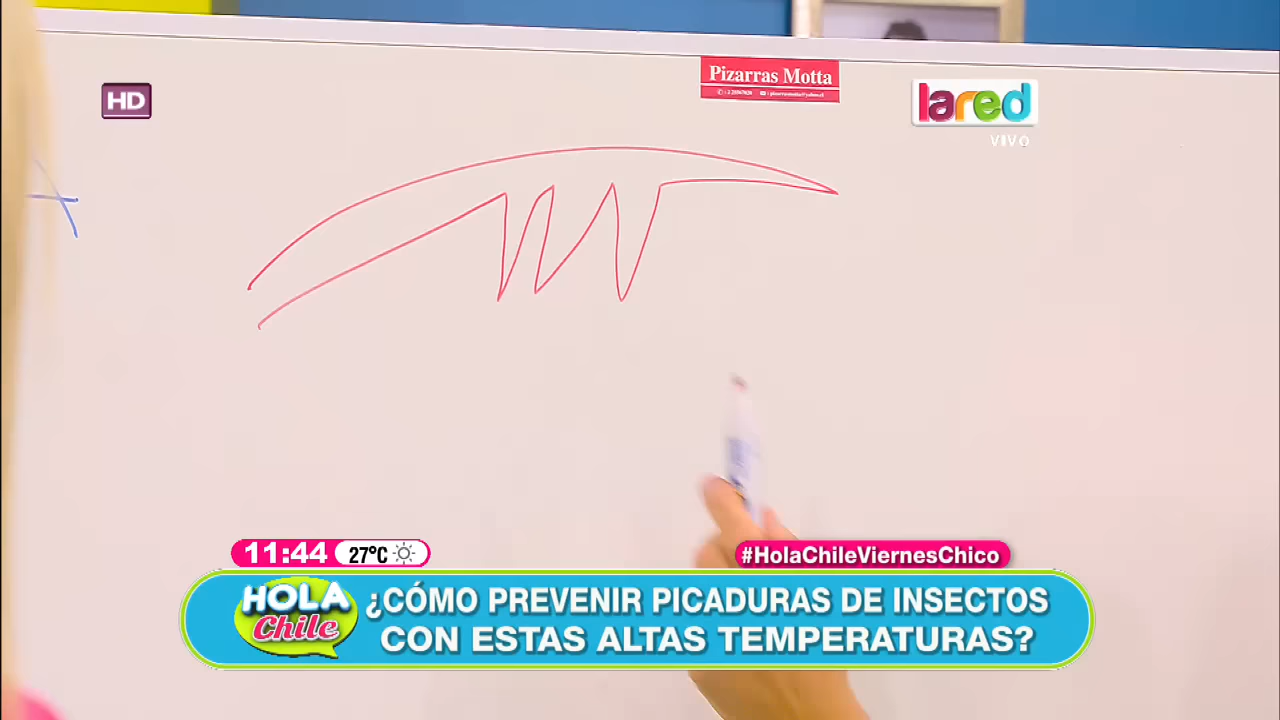 Pizarras Motta
HD
lared
VIVO
11:44 27°C
#HolaChileViernesChico
HOLA
Chile
¿CÓMO PREVENIR PICADURAS DE INSECTOS
CON ESTAS ALTAS TEMPERATURAS?